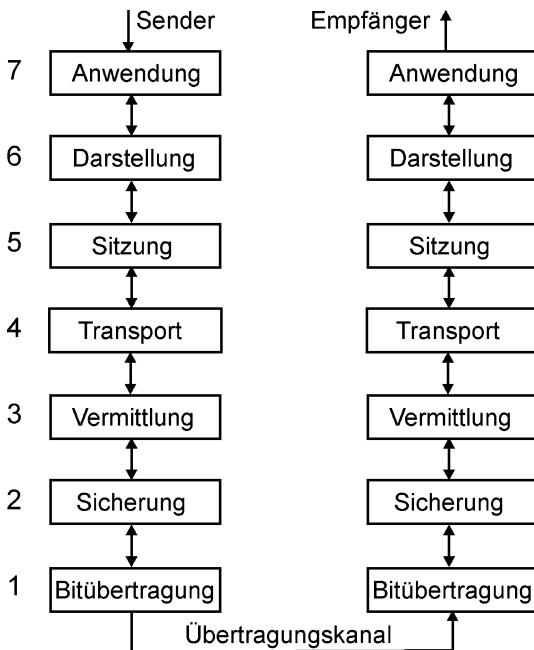 Sender Empfänger
7 Anwendung Anwendung
6 Darstellung Darstellung
5 Sitzung Sitzung
4 Transport Transport
3 Vermittlung Vermittlung
2 Sicherung Sicherung
1 Bitübertragung Bitübertragung
Übertragungskanal